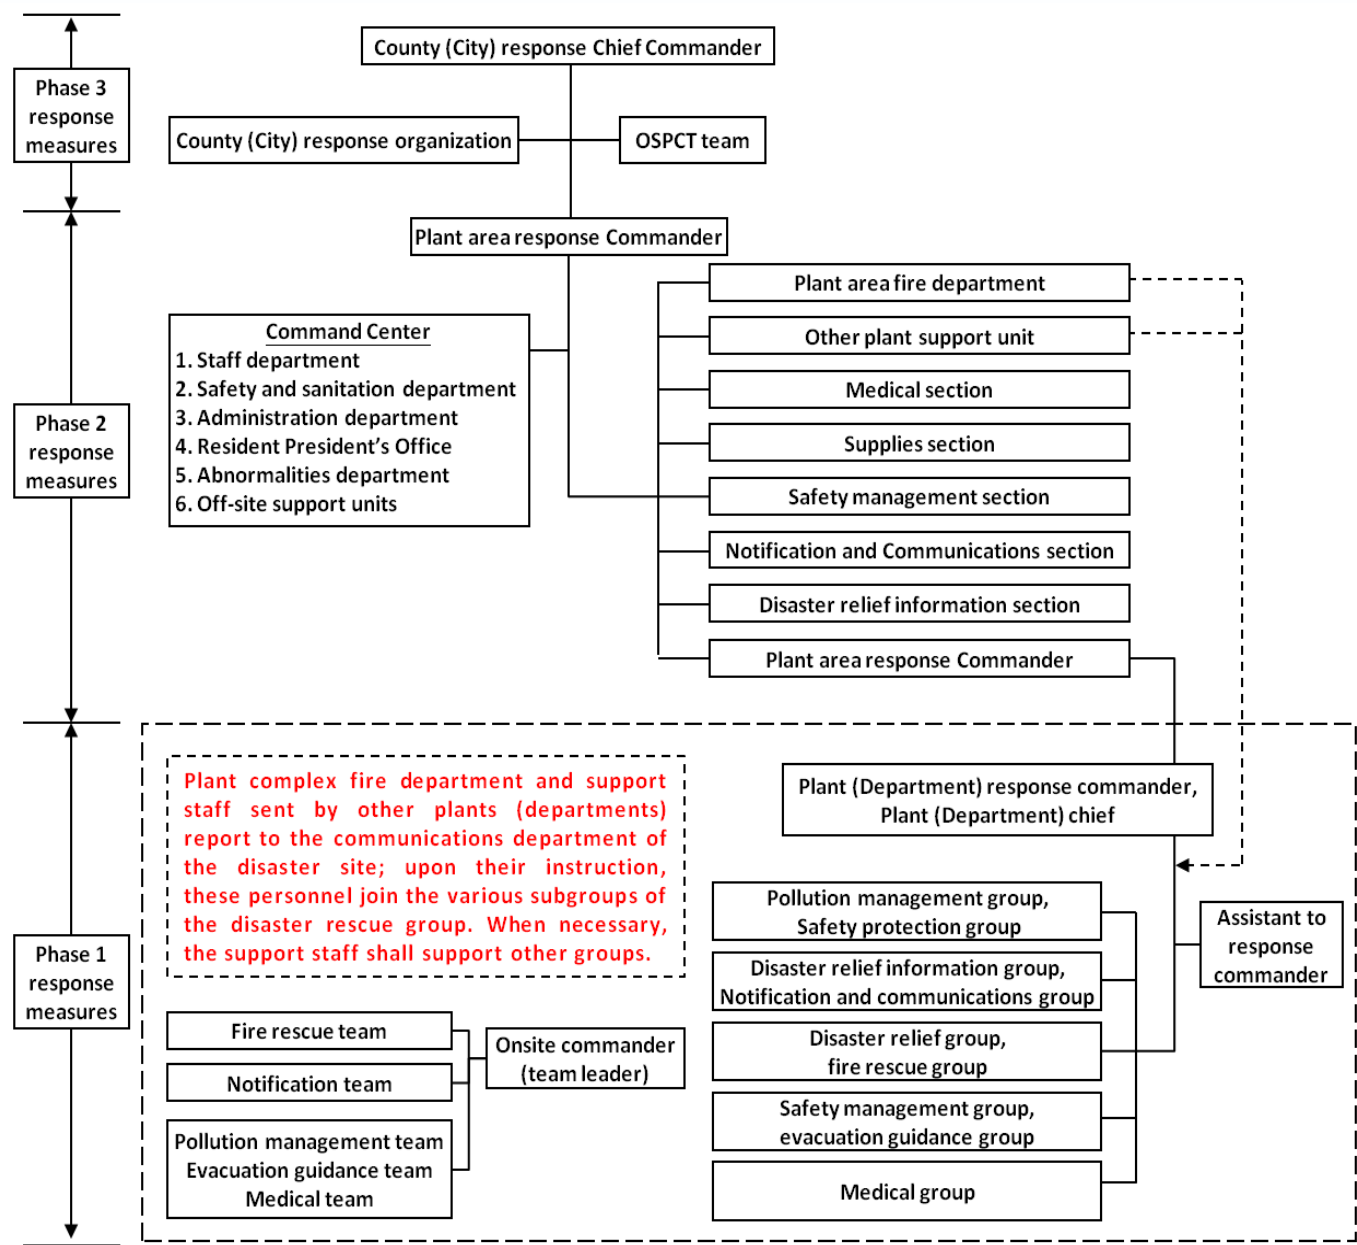 Phase 3
response
measures
County (City) response Chief Commander
County (City) response organization
OSPCT team
Phase 2
response
measures
Plant area response Commander
Command Center
1. Staff department
2. Safety and sanitation department
3. Administration department
4. Resident President’s Office
5. Abnormalities department
6. Off-site support units
Plant area fire department
Other plant support unit
Medical section
Supplies section
Safety management section
Notification and Communications section
Disaster relief information section
Plant area response Commander
Phase 1
response
measures
Plant complex fire department and support
staff sent by other plants (departments)
report to the communications department of
the disaster site; upon their instruction,
these personnel join the various subgroups of
the disaster rescue group. When necessary,
the support staff shall support other groups.
Fire rescue team
Notification team
Pollution management team
Evacuation guidance team
Medical team
Onsite commander
(team leader)
Plant (Department) response commander,
Plant (Department) chief
Pollution management group,
Safety protection group
Disaster relief information group,
Notification and communications group
Disaster relief group,
fire rescue group
Safety management group,
evacuation guidance group
Medical group
Assistant to
response
commander